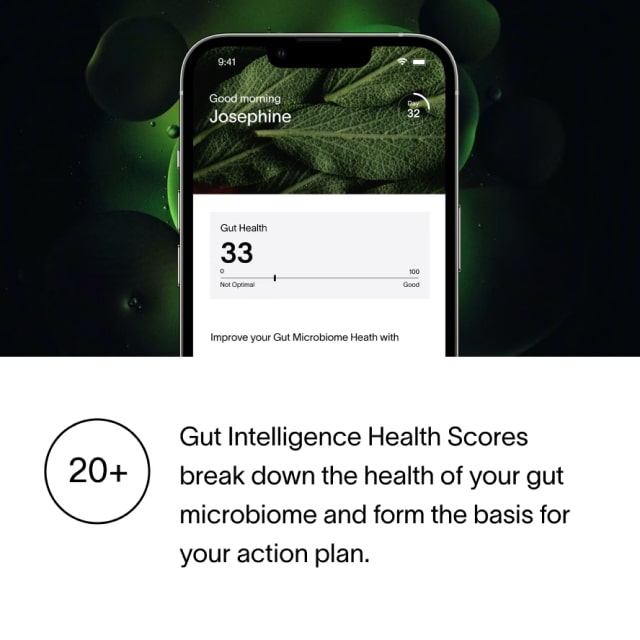 9:41
Good morning
Josephine
Day
32
Gut Health
33
0 100
Not Optimal Good
Improve your Gut Microbiome Heath with
20+
Gut Intelligence Health Scores
break down the health of your gut
microbiome and form the basis for
your action plan.